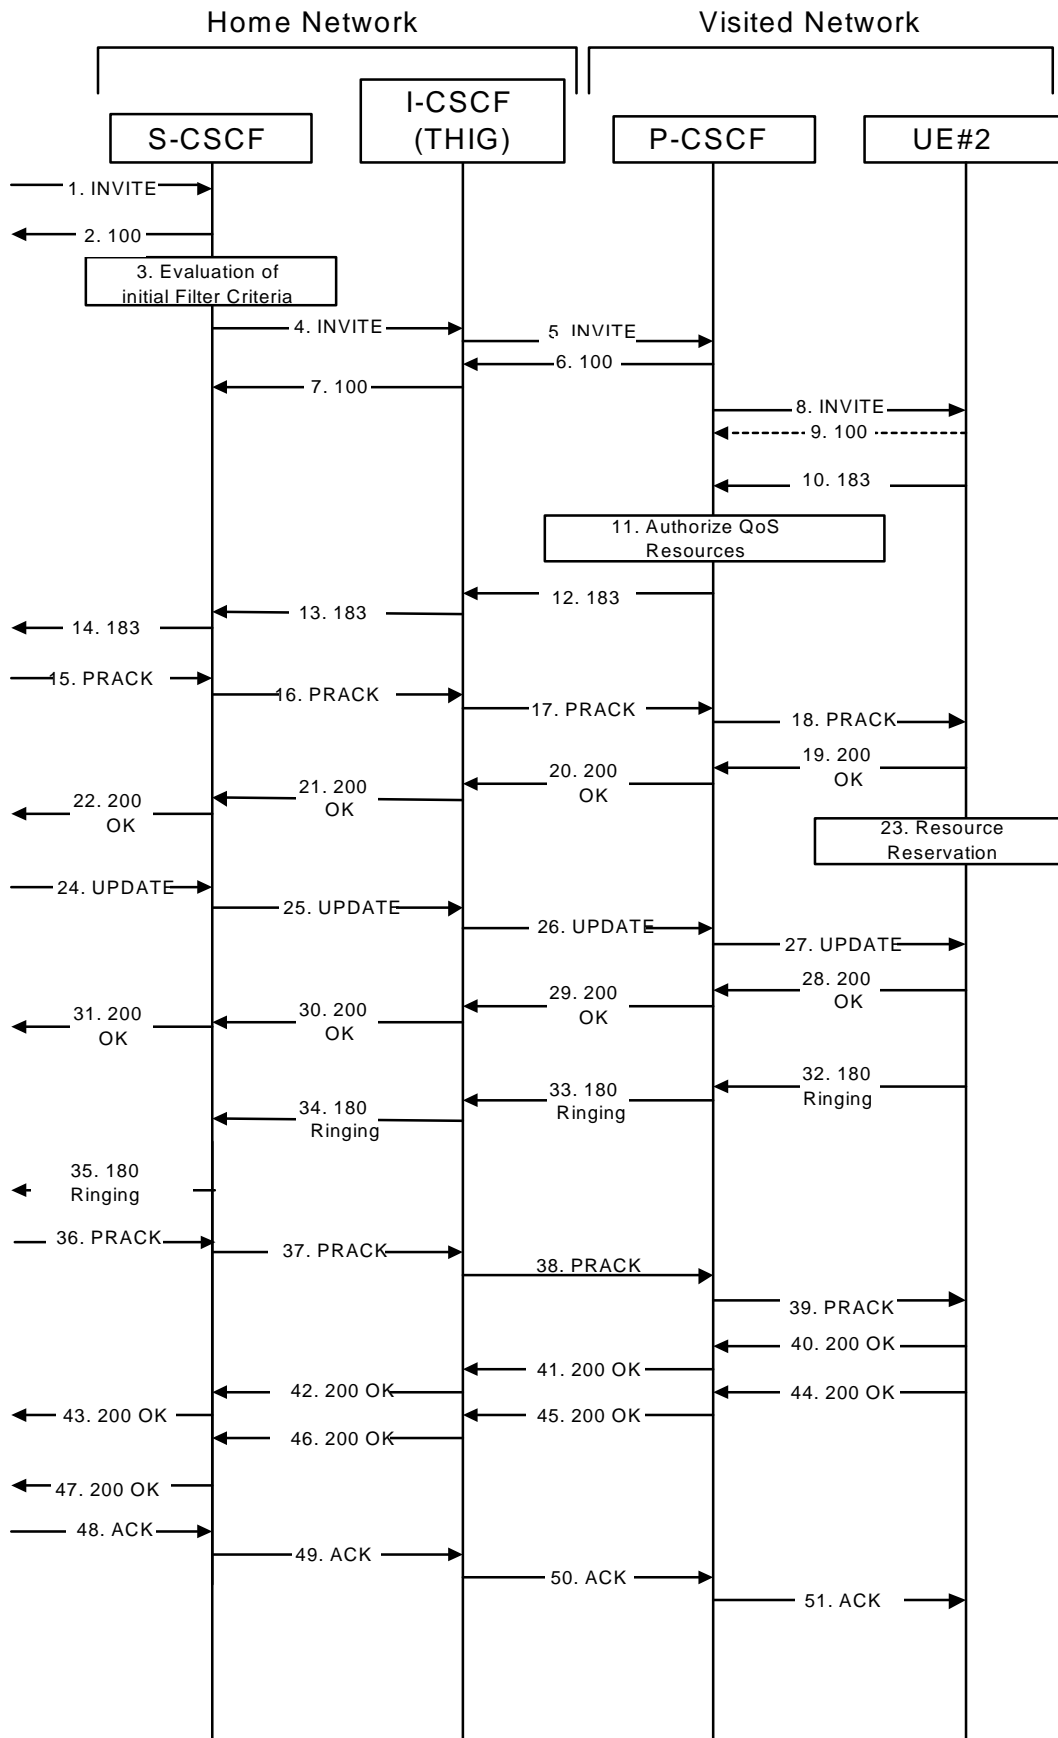 Home Network
Visited Network
S-CSCF
I-CSCF
(THIG)
P-CSCF
UE#2
1. INVITE
2. 100
3. Evaluation of
initial Filter Criteria
4. INVITE
5. INVITE
6. 100
7. 100
8. INVITE
9. 100
10. 183
11. Authorize QoS
Resources
12. 183
13. 183
14. 183
15. PRACK
16. PRACK
17. PRACK
18. PRACK
19. 200
OK
20. 200
OK
21. 200
OK
22. 200
OK
23. Resource
Reservation
24. UPDATE
25. UPDATE
26. UPDATE
27. UPDATE
28. 200
OK
29. 200
OK
30. 200
OK
31. 200
OK
32. 180
Ringing
33. 180
Ringing
34. 180
Ringing
35. 180
Ringing
36. PRACK
37. PRACK
38. PRACK
39. PRACK
40. 200 OK
41. 200 OK
42. 200 OK
43. 200 OK
44. 200 OK
45. 200 OK
46. 200 OK
47. 200 OK
48. ACK
49. ACK
50. ACK
51. ACK